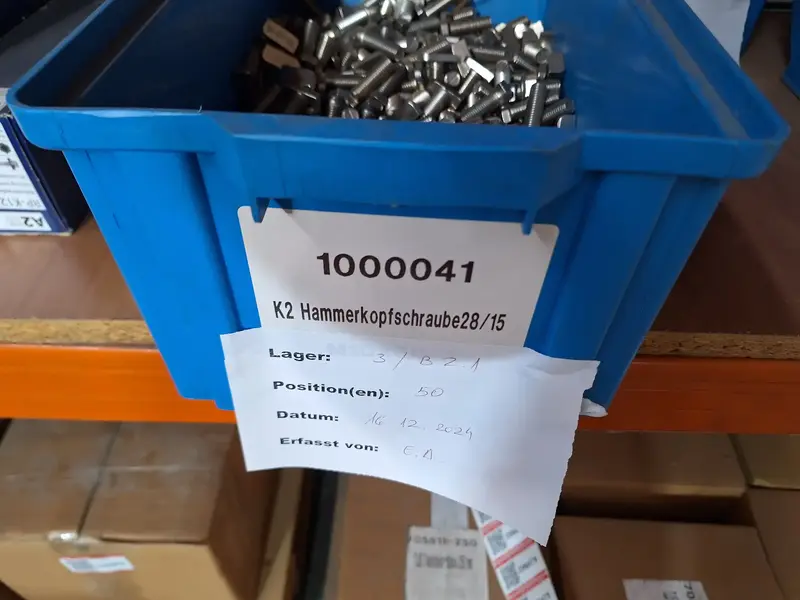 1000041
K2 Hammerkopfschraube28/15
Lager: 3 / B 2.1
Position(en): 50
Datum: 16 12. 2024
Erfasst von: E.A
A2